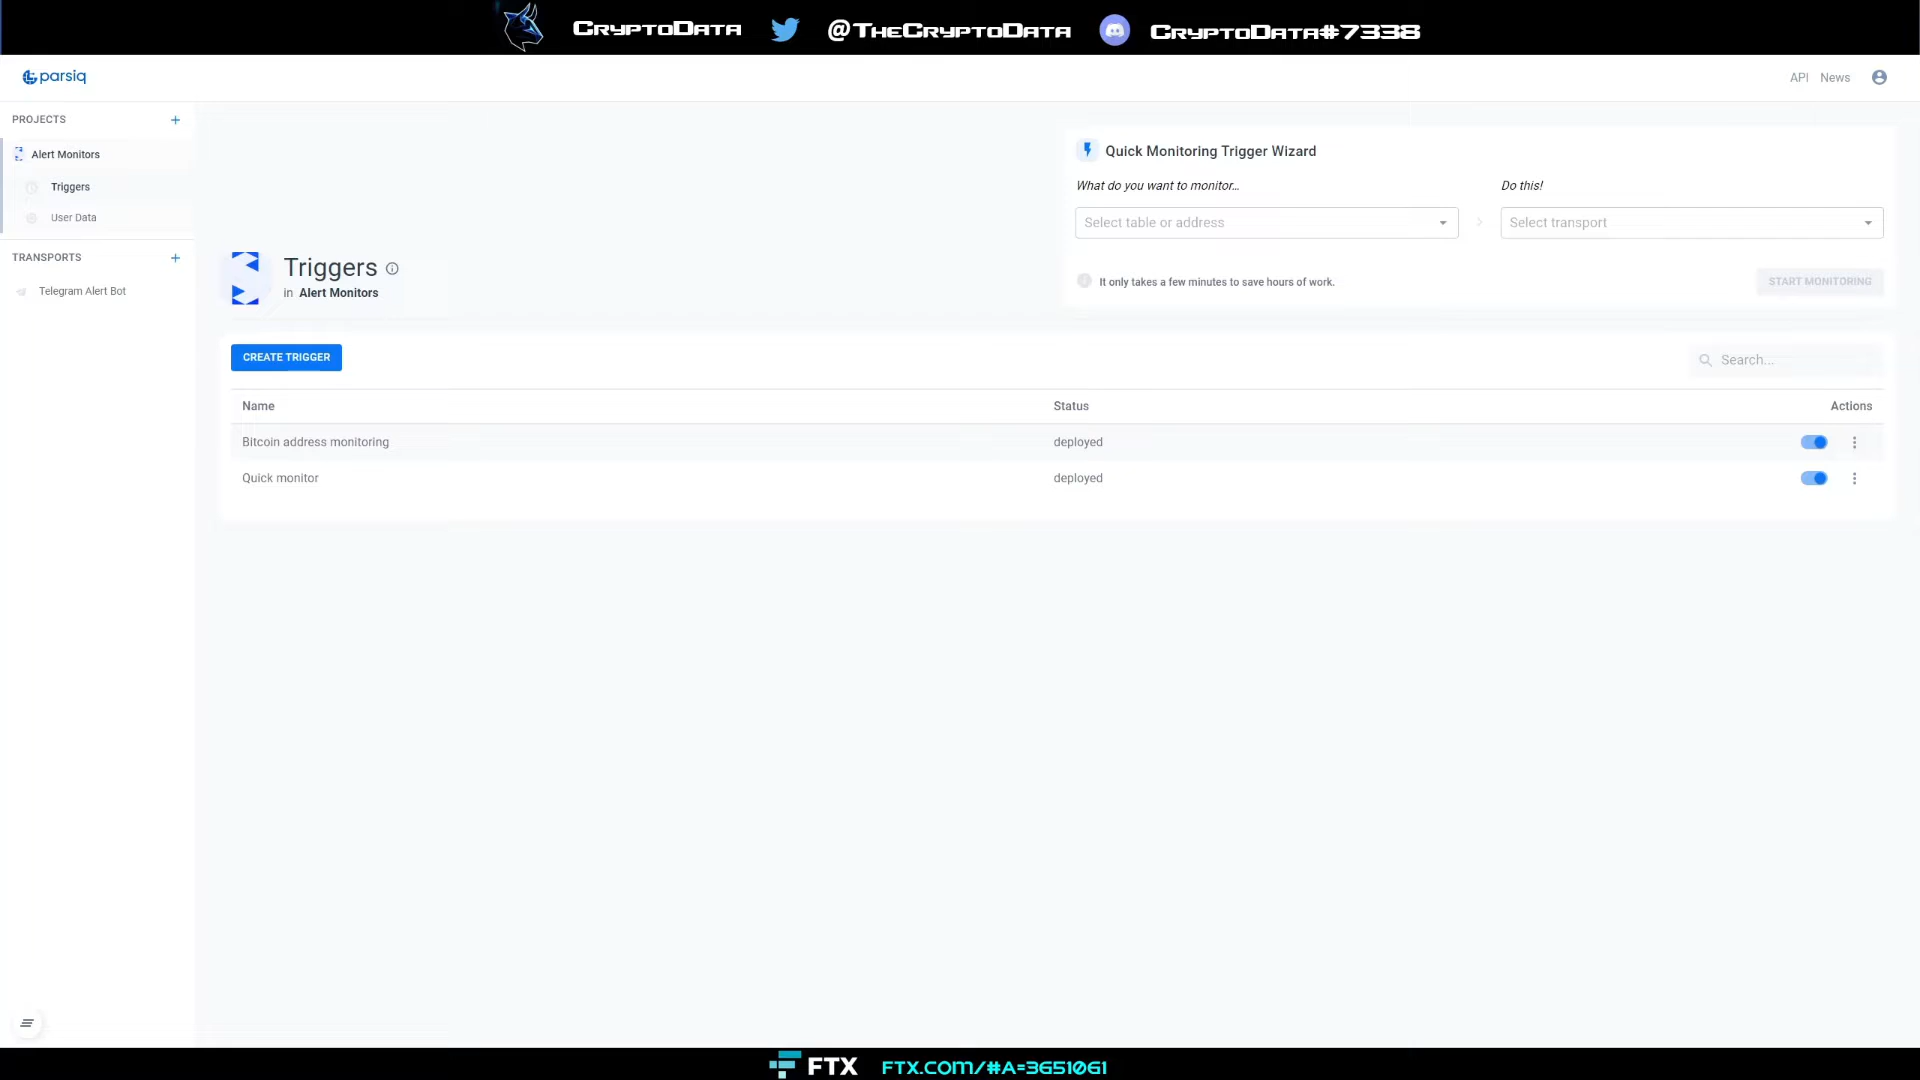 CryptoData @TheCryptoData CryptoData#7338
parsiq
API News
PROJECTS +
Alert Monitors
Triggers
User Data
TRANSPORTS +
Telegram Alert Bot
Quick Monitoring Trigger Wizard
What do you want to monitor... Do this!
Select table or address > Select transport
It only takes a few minutes to save hours of work. START MONITORING
Triggers
in Alert Monitors
CREATE TRIGGER Search...
Name Status Actions
Bitcoin address monitoring deployed
Quick monitor deployed
FTX FTX.com/#a=3651061